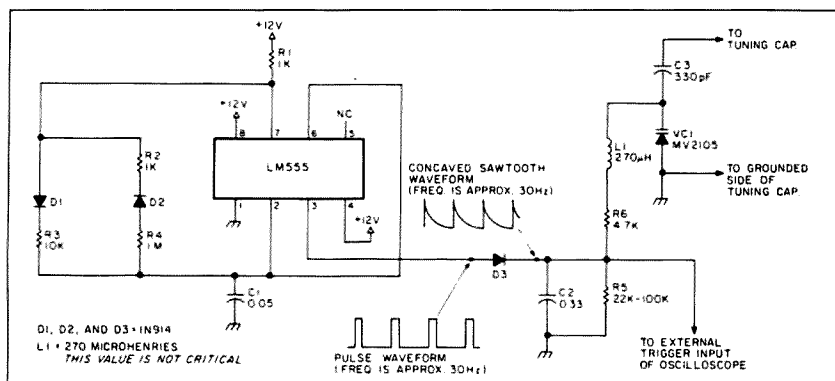 +12V
R1
1K
+12V
NC
8
7
6
5
LM555
1
2
3
4
+12V
R2
1K
D1
D2
R3
10K
R4
1M
C1
0.05
D1, D2, AND D3 = 1N914
L1 = 270 MICROHENRIES
THIS VALUE IS NOT CRITICAL
CONCAVED SAWTOOTH
WAVEFORM
(FREQ. IS APPROX. 30Hz)
PULSE WAVEFORM
(FREQ. IS APPROX. 30Hz)
D3
C2
0.33
R5
22K-100K
R6
4.7K
L1
270µH
C3
330pF
VC1
MV2105
TO
TUNING CAP.
TO GROUNDED
SIDE OF
TUNING CAP.
TO EXTERNAL
TRIGGER INPUT
OF OSCILLOSCOPE